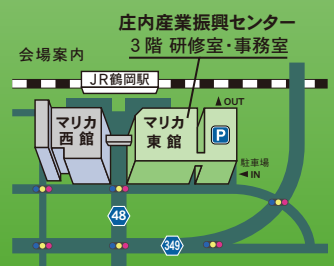 庄内産業振興センター
3階 研修室・事務室
会場案内
JR鶴岡駅
▲OUT
マリカ
西館
マリカ
東館
P
駐車場
◀IN
48
349